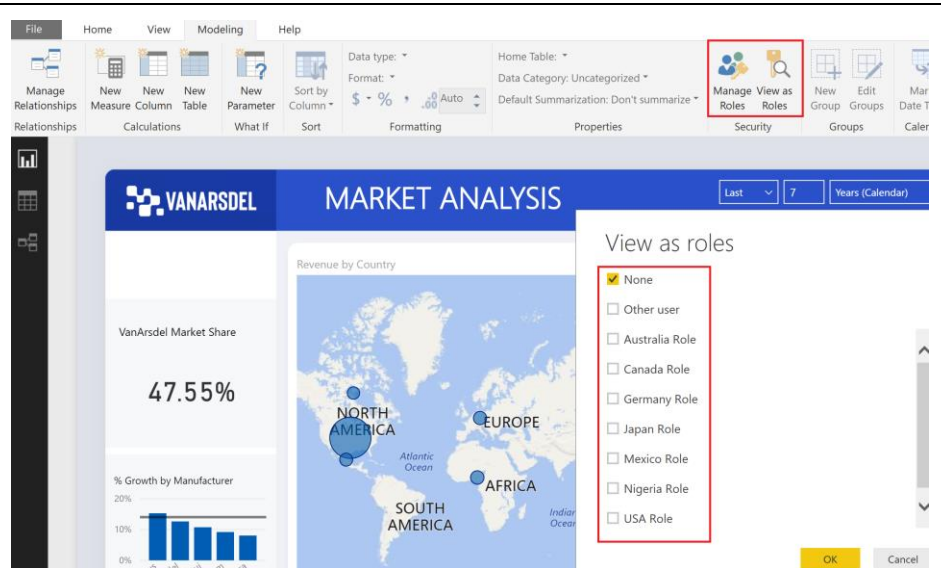 File Home View Modeling Help
Manage Relationships
New Measure
New Column
New Table
New Parameter
Sort by Column
Data type:
Format:
$ % , .00 Auto
Home Table:
Data Category: Uncategorized
Default Summarization: Don't summarize
Manage Roles
View as Roles
New Group
Edit Groups
Relationships Calculations What If Sort Formatting Properties Security Groups
VANARSDEL MARKET ANALYSIS
Last 7 Years (Calendar)
View as roles
None
Other user
Australia Role
Canada Role
Germany Role
Japan Role
Mexico Role
Nigeria Role
USA Role
OK Cancel
Revenue by Country
NORTH AMERICA
EUROPE
Atlantic Ocean
AFRICA
SOUTH AMERICA
VanArsdel Market Share
47.55%
% Growth by Manufacturer
20%
10%
0%